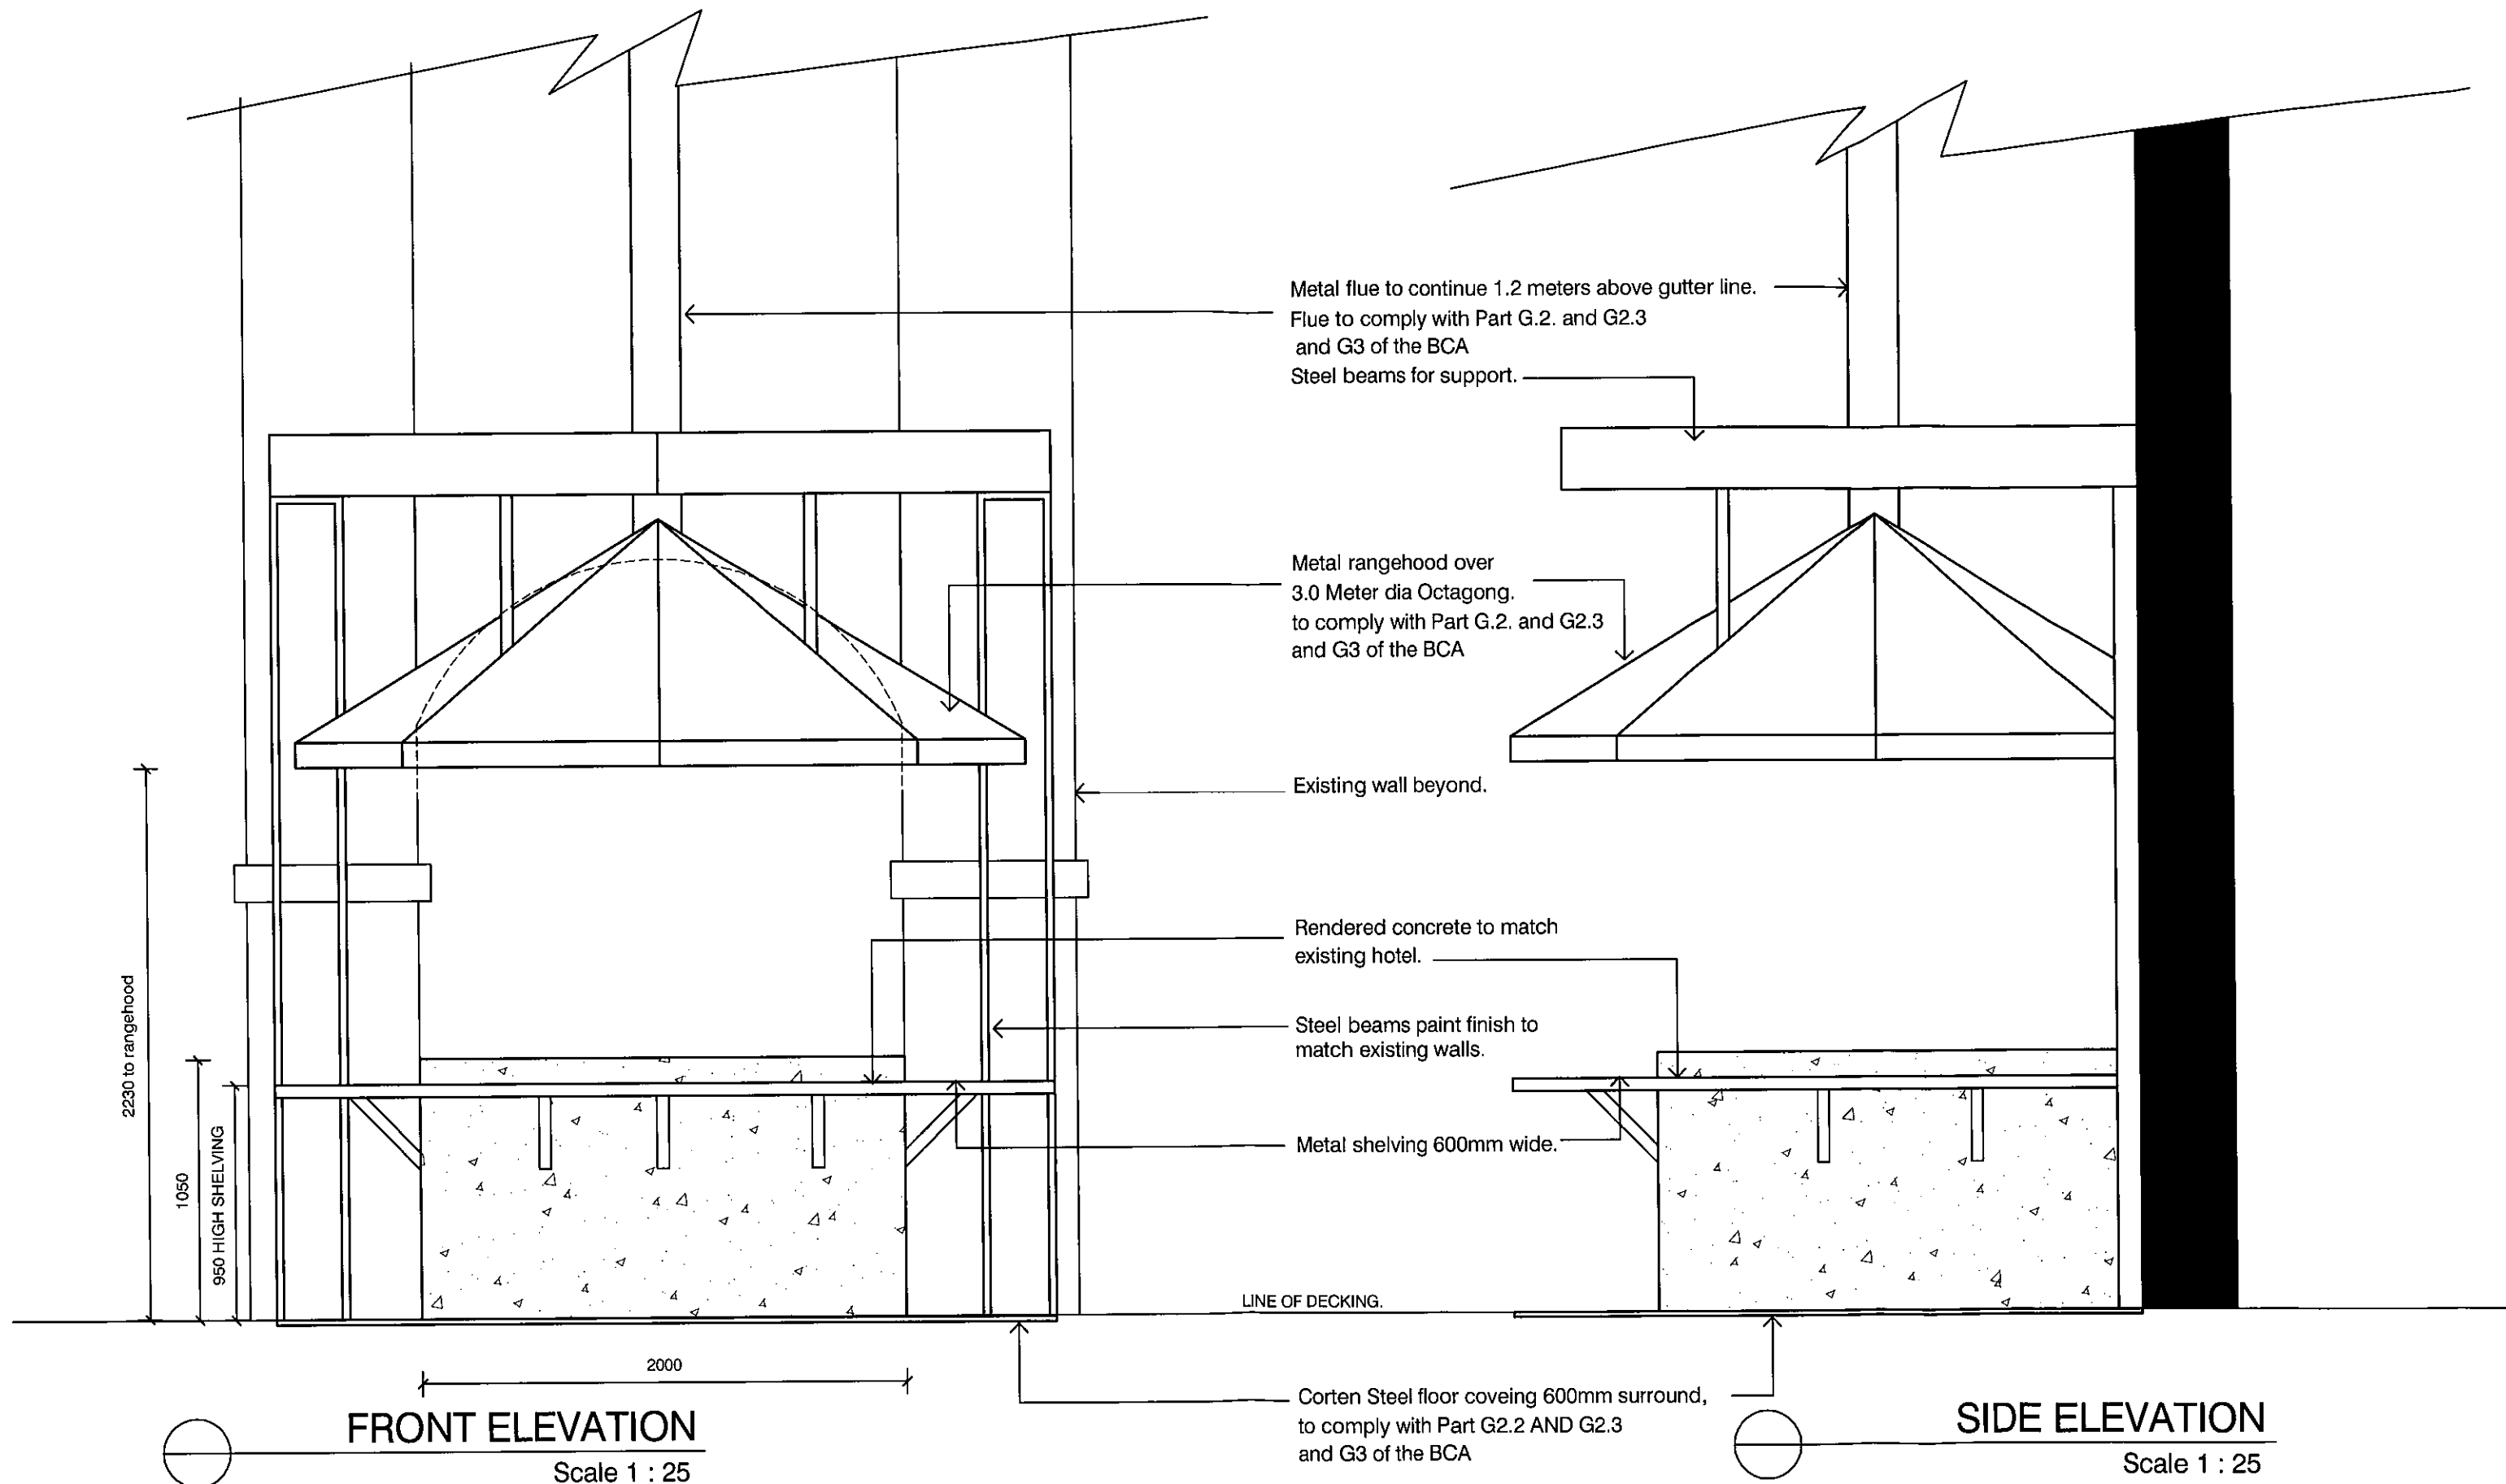 Metal flue to continue 1.2 meters above gutter line.
Flue to comply with Part G.2. and G2.3
and G3 of the BCA
Steel beams for support.
Metal rangehood over
3.0 Meter dia Octagong.
to comply with Part G.2. and G2.3
and G3 of the BCA
Existing wall beyond.
Rendered concrete to match
existing hotel.
Steel beams paint finish to
match existing walls.
Metal shelving 600mm wide.
2230 to rangehood
1050
950 HIGH SHELVING
LINE OF DECKING.
2000
Corten Steel floor coveing 600mm surround,
to comply with Part G2.2 AND G2.3
and G3 of the BCA
FRONT ELEVATION
Scale 1 : 25
SIDE ELEVATION
Scale 1 : 25